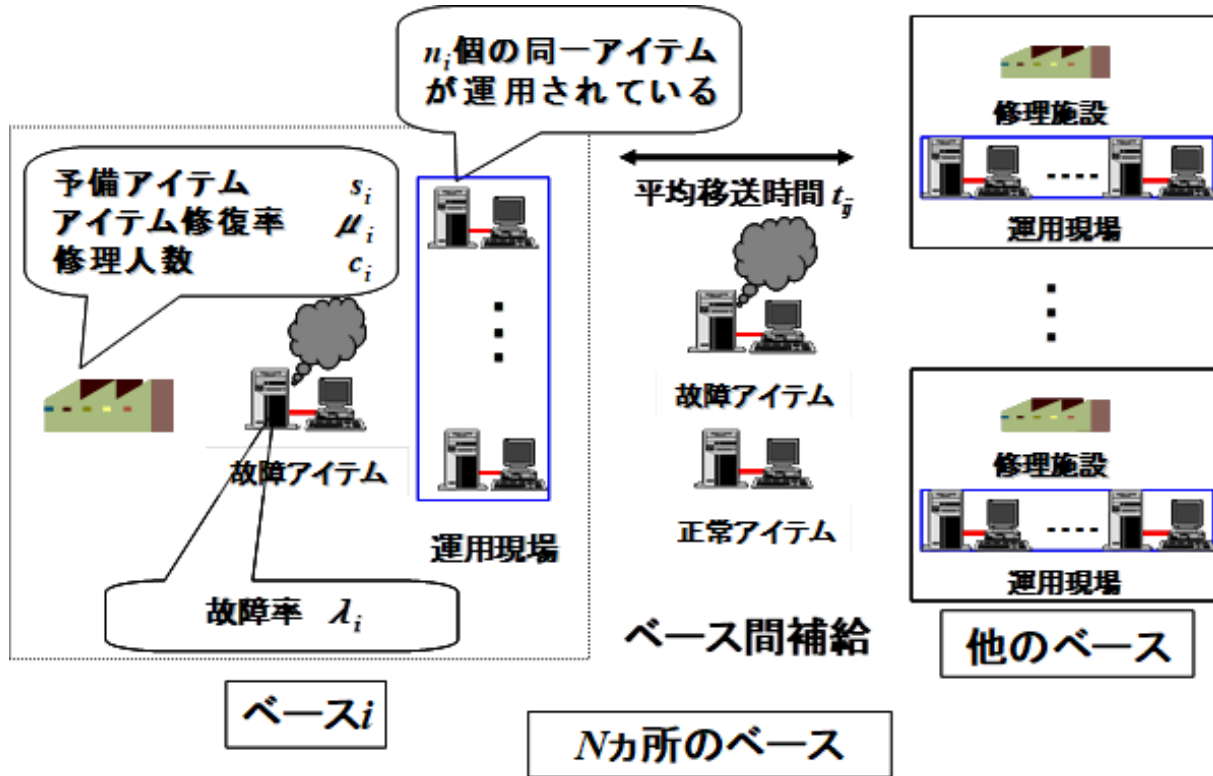 n_i個の同一アイテム
が運用されている
予備アイテム s_i
アイテム修復率 μ_i
修理人数 c_i
故障アイテム
運用現場
故障率 λ_i
ベースi
平均移送時間 t_ij
故障アイテム
正常アイテム
ベース間補給
修理施設
運用現場
修理施設
運用現場
他のベース
Nヵ所のベース